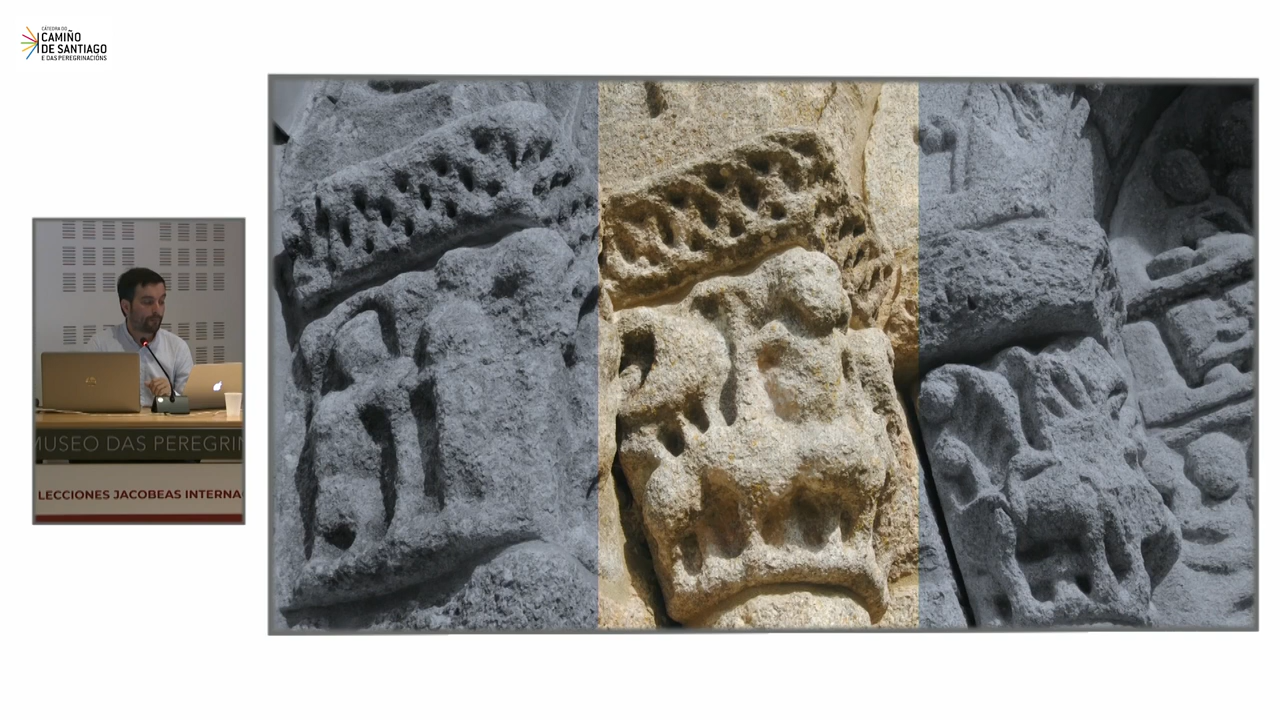 CÁTEDRA DO
CAMIÑO
DE SANTIAGO
E DAS PEREGRINACIÓNS
MUSEO DAS PEREGRI
LECCIONES JACOBEAS INTERNA